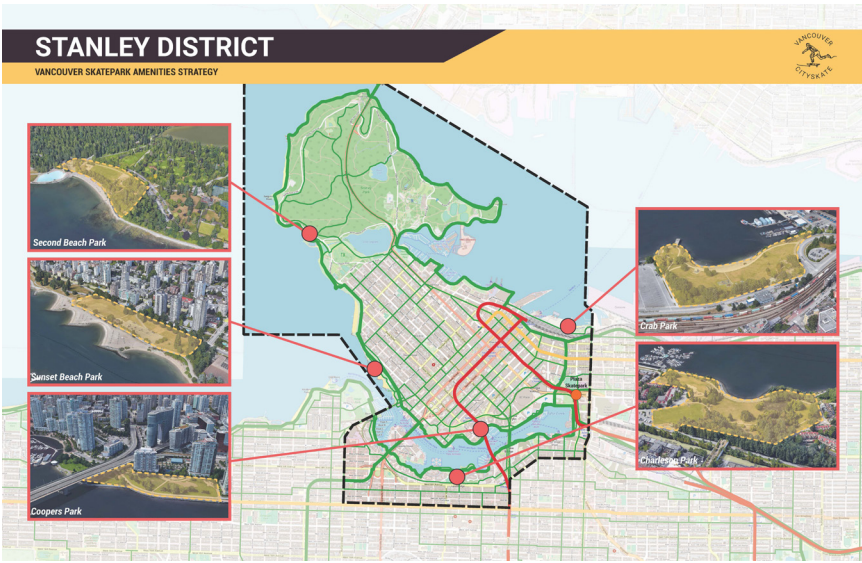 STANLEY DISTRICT
VANCOUVER SKATEPARK AMENITIES STRATEGY
VANCOUVER
CITYSKATE
Second Beach Park
Sunset Beach Park
Coopers Park
Crab Park
Charleson Park
Plaza
Skatepark